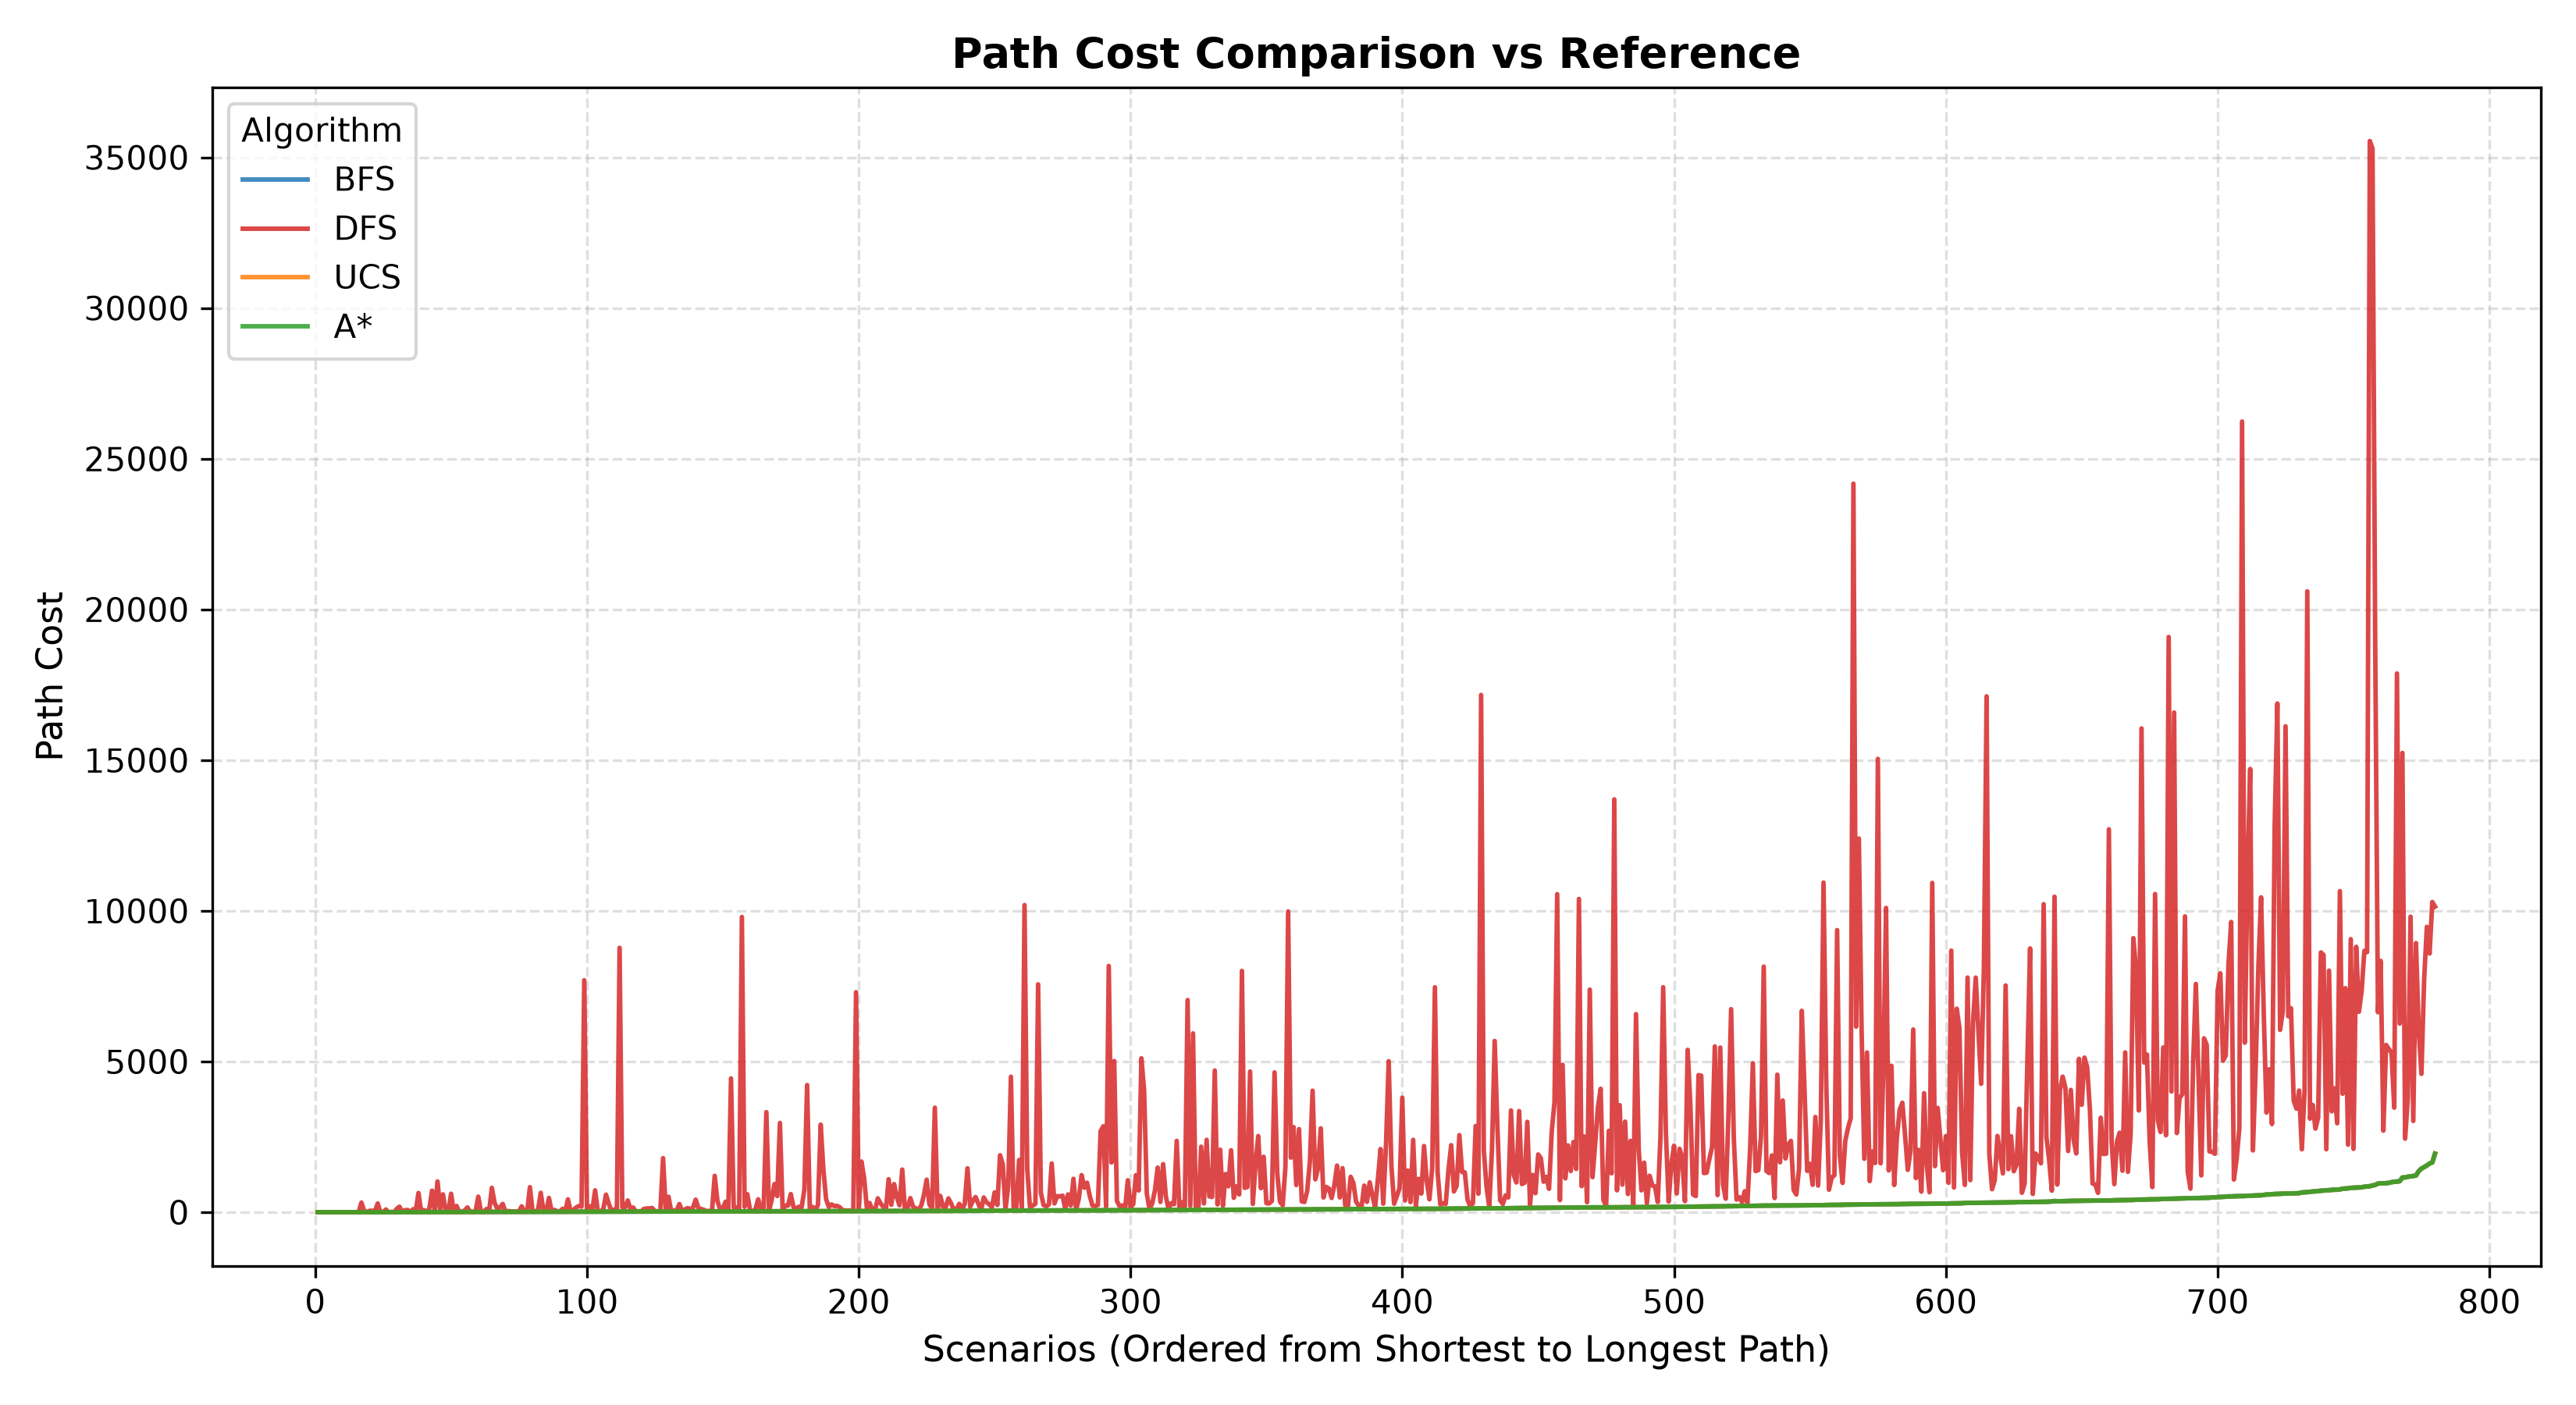 Path Cost Comparison vs Reference
Algorithm
BFS
DFS
UCS
A*
35000
30000
25000
20000
15000
10000
5000
0
Path Cost
0 100 200 300 400 500 600 700 800
Scenarios (Ordered from Shortest to Longest Path)